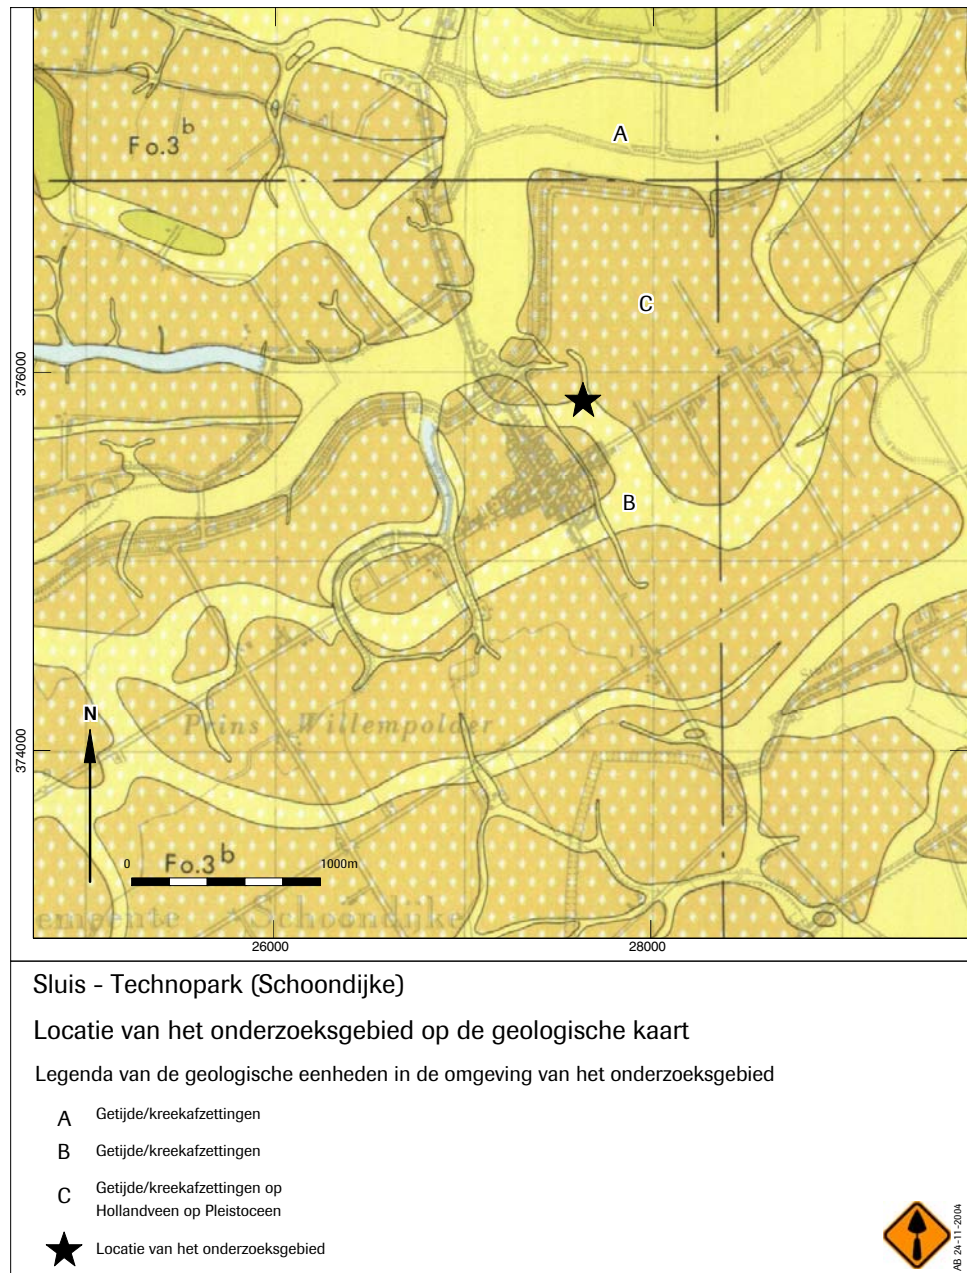 Fo.3 b
A
C
376000
B
N
Prins Willempolder
374000
0
Fo.3 b
1000m
Schoondijke
26000
28000
Sluis - Technopark (Schoondijke)
Locatie van het onderzoeksgebied op de geologische kaart
Legenda van de geologische eenheden in de omgeving van het onderzoeksgebied
A Getijde/kreekafzettingen
B Getijde/kreekafzettingen
C Getijde/kreekafzettingen op
Hollandveen op Pleistoceen
Locatie van het onderzoeksgebied
AB 24-11-2004